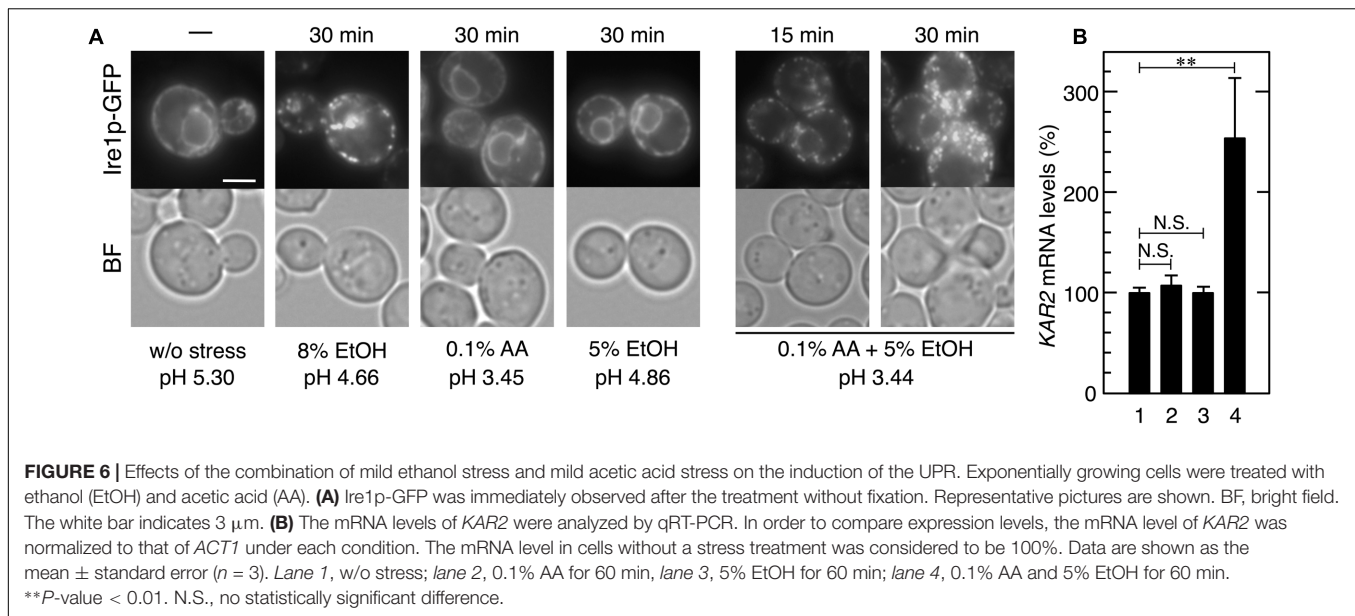 A
— 30 min 30 min 30 min 15 min 30 min
Ire1p-GFP
BF
w/o stress 8% EtOH 0.1% AA 5% EtOH 0.1% AA + 5% EtOH
pH 5.30 pH 4.66 pH 3.45 pH 4.86 pH 3.44
B
**
N.S.
N.S.
KAR2 mRNA levels (%)
300
200
100
0
1 2 3 4
FIGURE 6 | Effects of the combination of mild ethanol stress and mild acetic acid stress on the induction of the UPR. Exponentially growing cells were treated with
ethanol (EtOH) and acetic acid (AA). (A) Ire1p-GFP was immediately observed after the treatment without fixation. Representative pictures are shown. BF, bright field.
The white bar indicates 3 μm. (B) The mRNA levels of KAR2 were analyzed by qRT-PCR. In order to compare expression levels, the mRNA level of KAR2 was
normalized to that of ACT1 under each condition. The mRNA level in cells without a stress treatment was considered to be 100%. Data are shown as the
mean ± standard error (n = 3). Lane 1, w/o stress; lane 2, 0.1% AA for 60 min, lane 3, 5% EtOH for 60 min; lane 4, 0.1% AA and 5% EtOH for 60 min.
**P-value < 0.01. N.S., no statistically significant difference.